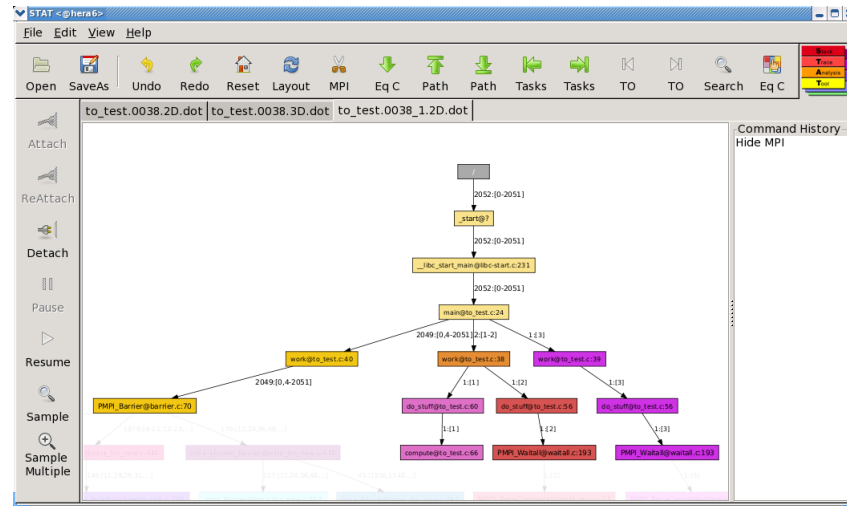 STAT <@hera6>
File Edit View Help
Open SaveAs Undo Redo Reset Layout MPI Eq C Path Path Tasks Tasks TO TO Search Eq C
Start
Trace
Analysis
Tool
to_test.0038.2D.dot to_test.0038.3D.dot to_test.0038_1.2D.dot
Attach
ReAttach
Detach
Pause
Resume
Sample
Sample
Multiple
Command History
Hide MPI
/
2052:[0-2051]
_start@?
2052:[0-2051]
__libc_start_main@libc-start.c:231
2052:[0-2051]
main@to_test.c:24
2049:[0,4-2051] 2:[1-2] 1:[3]
work@to_test.c:40 work@to_test.c:38 work@to_test.c:39
2049:[0,4-2051] 1:[1] 1:[2] 1:[3]
PMPI_Barrier@barrier.c:70 do_stuff@to_test.c:60 do_stuff@to_test.c:56 do_stuff@to_test.c:56
1:[1] 1:[2] 1:[3]
compute@to_test.c:66 PMPI_Waitall@waitall.c:193 PMPI_Waitall@waitall.c:193